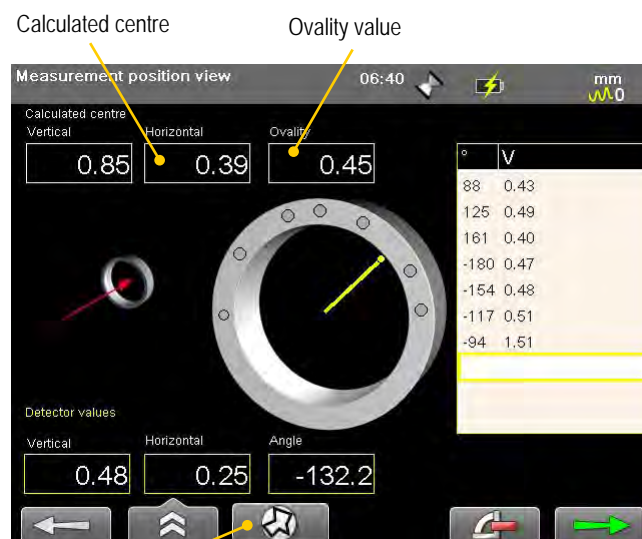 Calculated centre
Ovality value
Measurement position view 06:40 mm
0
Calculated centre
Vertical Horizontal Ovality
0.85 0.39 0.45
° V
88 0.43
125 0.49
161 0.40
-180 0.47
-154 0.48
-117 0.51
-94 1.51
Detector values
Vertical Horizontal Angle
0.48 0.25 -132.2